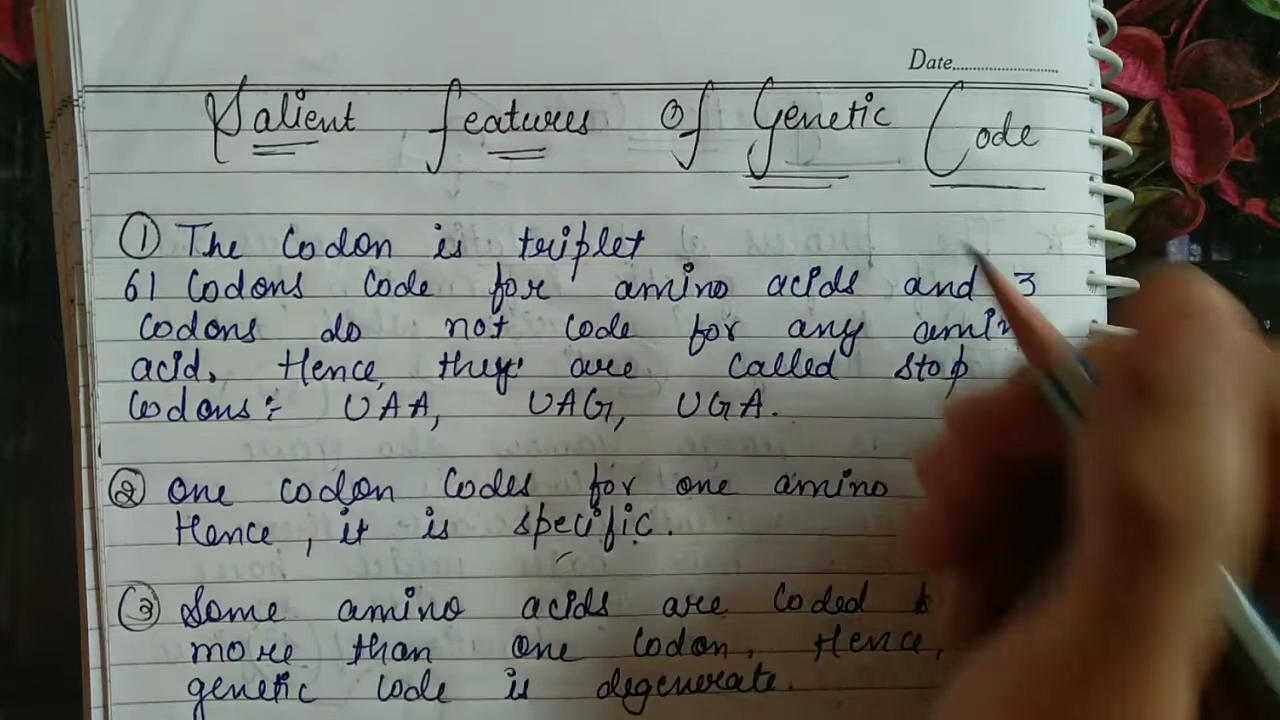 Date
Salient features Of Genetic Code
① The Codon is triplet
61 Codons Code for amino acids and 3
codons do not code for any
acid. Hence, they are called stop
Codons:- UAA, UAG, UGA.
② One codon Codes for one amino
Hence, it is specific.
③ Some amino acids are Coded
more than one Codon. Hence,
genetic code is degenerate.